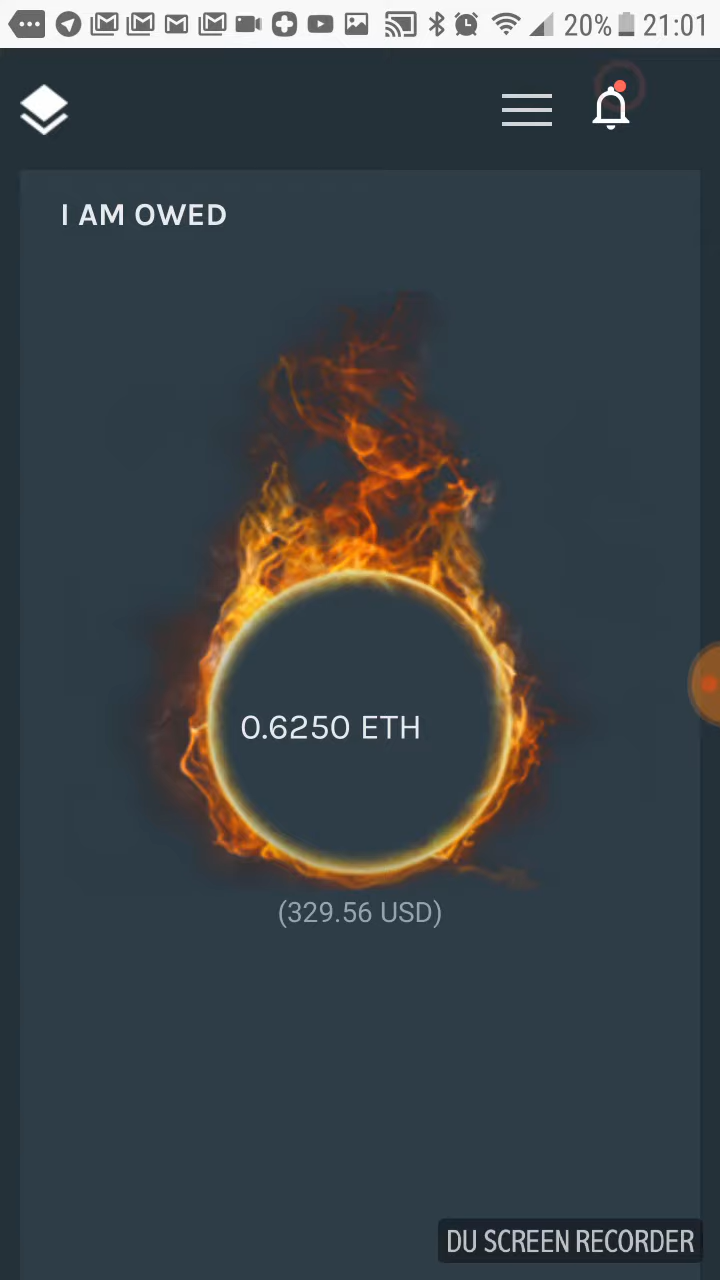 20% 21:01
I AM OWED
0.6250 ETH
(329.56 USD)
DU SCREEN RECORDER